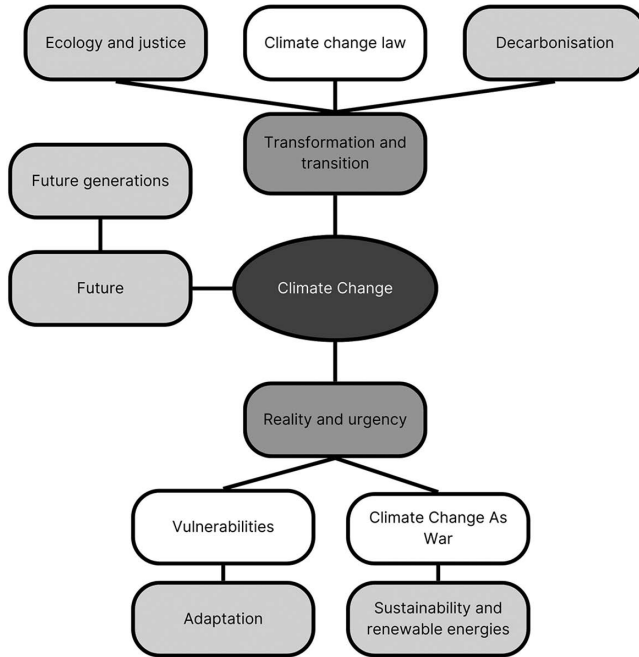 Ecology and justice
Climate change law
Decarbonisation
Transformation and
transition
Future generations
Future
Climate Change
Reality and urgency
Vulnerabilities
Climate Change As
War
Adaptation
Sustainability and
renewable energies